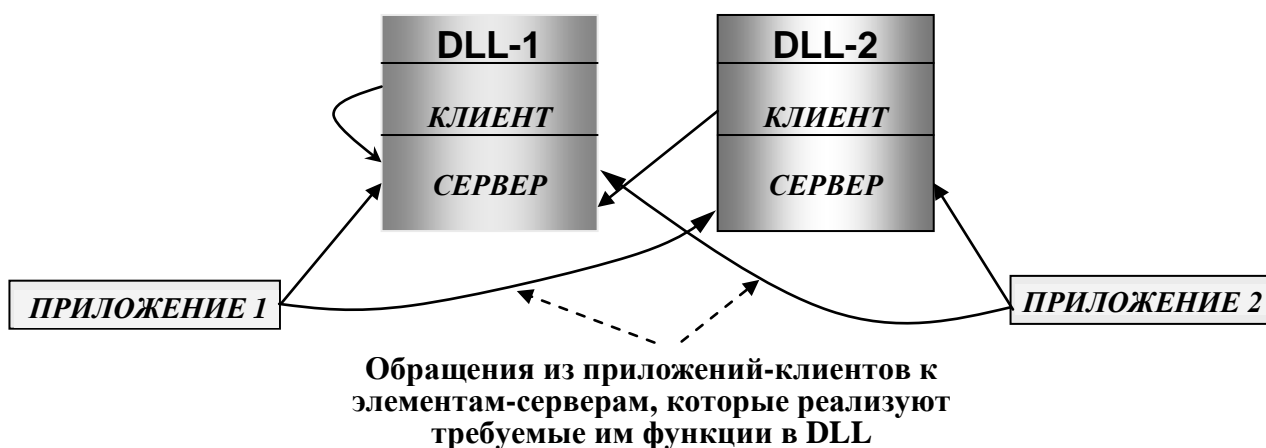 DLL-1
DLL-2
КЛИЕНТ
КЛИЕНТ
СЕРВЕР
СЕРВЕР
ПРИЛОЖЕНИЕ 1
ПРИЛОЖЕНИЕ 2
Обращения из приложений-клиентов к
элементам-серверам, которые реализуют
требуемые им функции в DLL